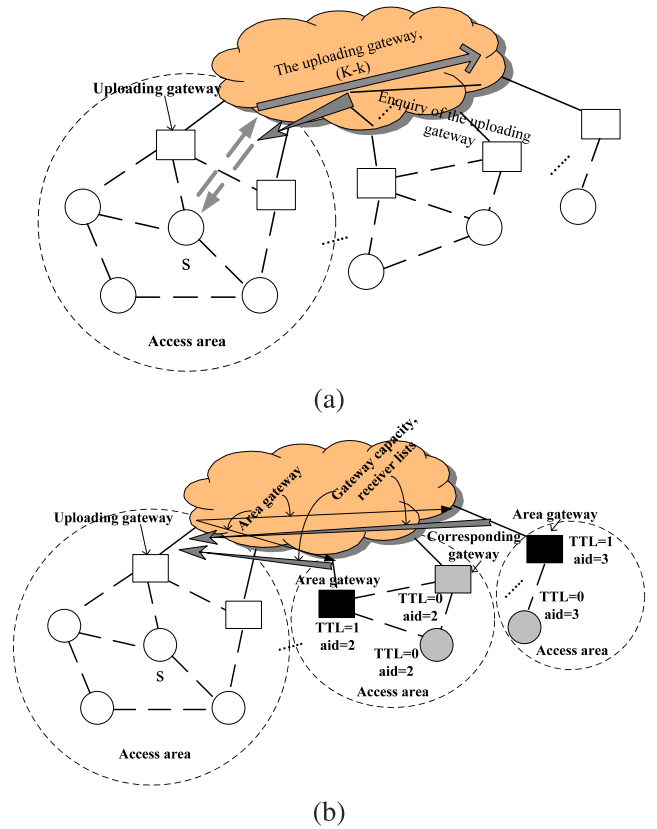 The uploading gateway,
(K-k)
Uploading gateway
Enquiry of the uploading
gateway
S
Access area
(a)
Gateway capacity,
receiver lists
Area gateway
Uploading gateway
Area gateway
TTL=1
aid=3
Corresponding
gateway
Area gateway
TTL=0
aid=2
TTL=0
aid=3
TTL=1
aid=2
S
TTL=0
aid=2
Access area
Access area
Access area
(b)